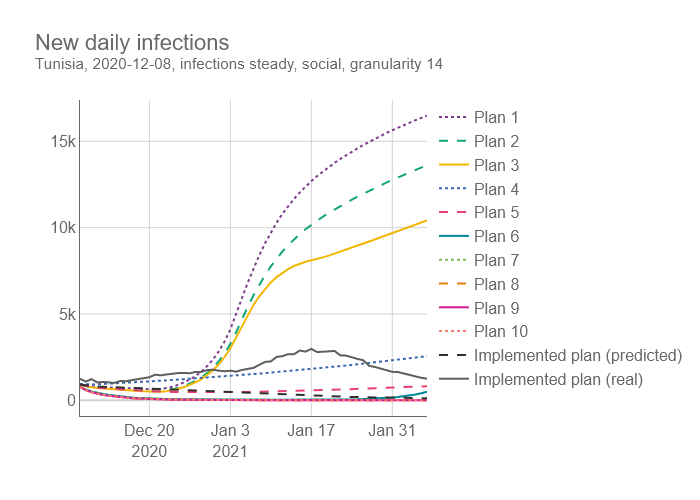 New daily infections
Tunisia, 2020-12-08, infections steady, social, granularity 14
15k
10k
5k
0
Dec 20
2020
Jan 3
2021
Jan 17
Jan 31
Plan 1
Plan 2
Plan 3
Plan 4
Plan 5
Plan 6
Plan 7
Plan 8
Plan 9
Plan 10
Implemented plan (predicted)
Implemented plan (real)